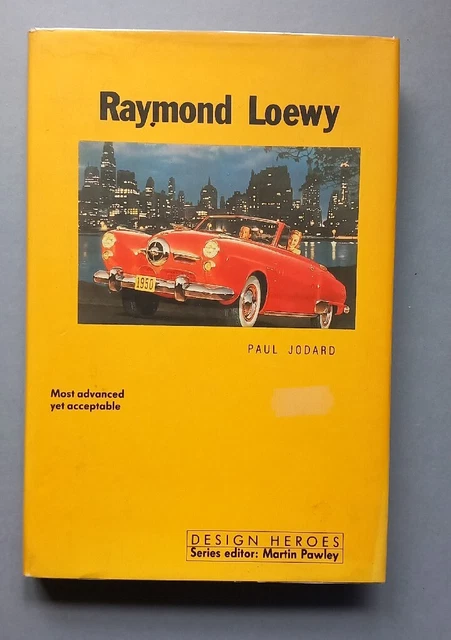 Raymond Loewy
1950
PAUL JODARD
Most advanced
yet acceptable
DESIGN HEROES
Series editor: Martin Pawley